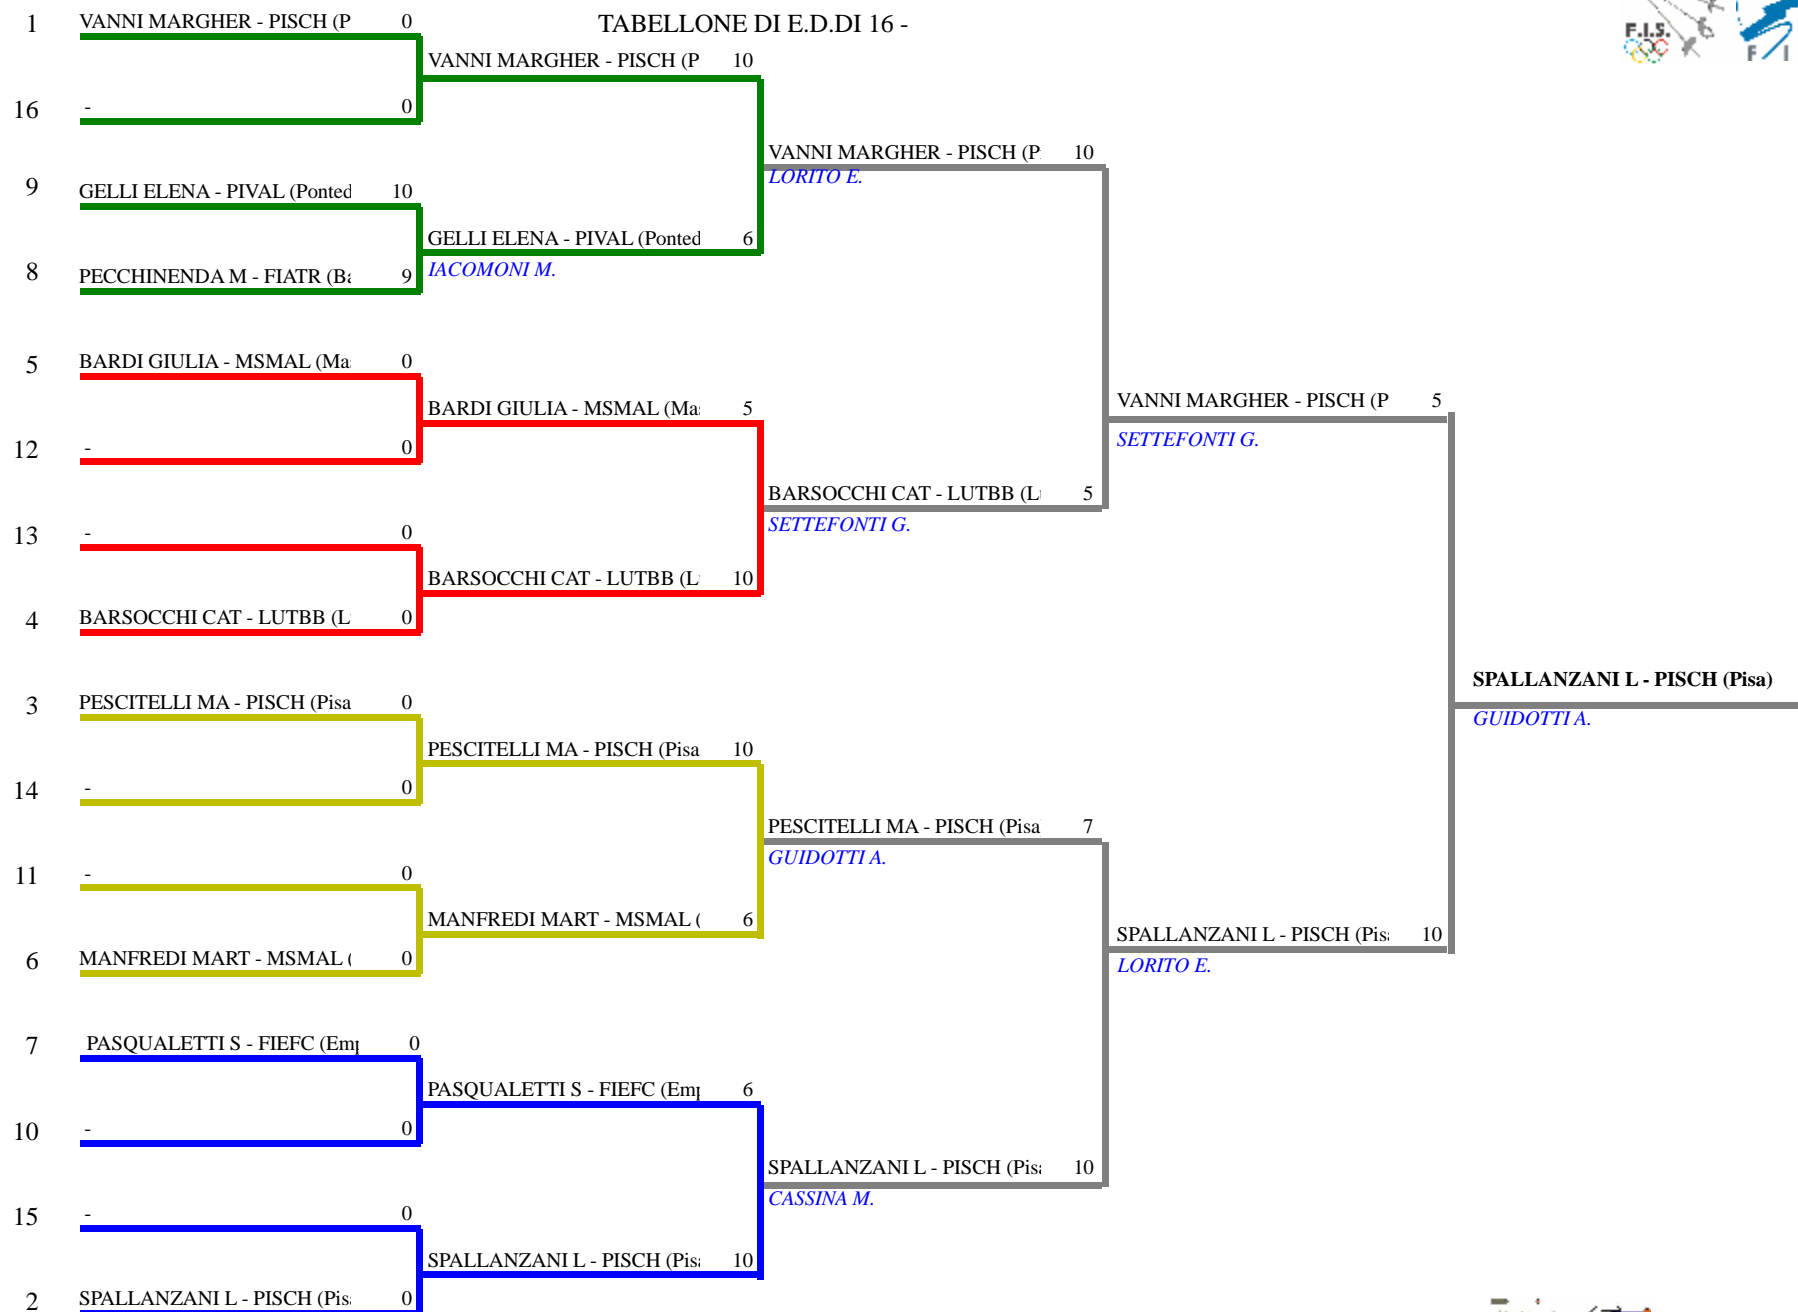 TABELLONE DI E.D.DI 16 -
F.I.S.
F I
1 VANNI MARGHER - PISCH (P 0
VANNI MARGHER - PISCH (P 10
16 - 0
VANNI MARGHER - PISCH (P 10
LORITO E.
9 GELLI ELENA - PIVAL (Ponted 10
GELLI ELENA - PIVAL (Ponted 6
IACOMONI M.
8 PECCHINENDA M - FIATR (Ba 9
5 BARDI GIULIA - MSMAL (Ma 0
BARDI GIULIA - MSMAL (Ma 5
VANNI MARGHER - PISCH (P 5
SETTEFONTI G.
12 - 0
BARSOCCHI CAT - LUTBB (L 5
SETTEFONTI G.
13 - 0
BARSOCCHI CAT - LUTBB (L 10
4 BARSOCCHI CAT - LUTBB (L 0
SPALLANZANI L - PISCH (Pisa)
GUIDOTTI A.
3 PESCITELLI MA - PISCH (Pisa 0
PESCITELLI MA - PISCH (Pisa 10
14 - 0
PESCITELLI MA - PISCH (Pisa 7
GUIDOTTI A.
11 - 0
MANFREDI MART - MSMAL ( 6
SPALLANZANI L - PISCH (Pis 10
LORITO E.
6 MANFREDI MART - MSMAL ( 0
7 PASQUALETTI S - FIEFC (Emp 0
PASQUALETTI S - FIEFC (Emp 6
10 - 0
SPALLANZANI L - PISCH (Pis 10
CASSINA M.
15 - 0
SPALLANZANI L - PISCH (Pis 10
2 SPALLANZANI L - PISCH (Pis 0